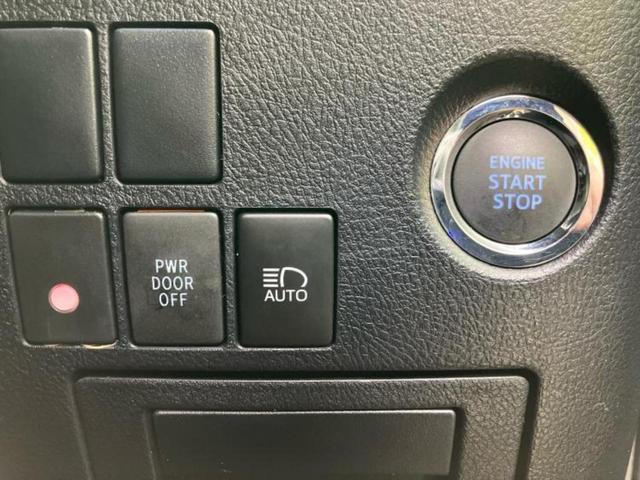 ENGINE
START
STOP
PWR
DOOR
OFF
AUTO